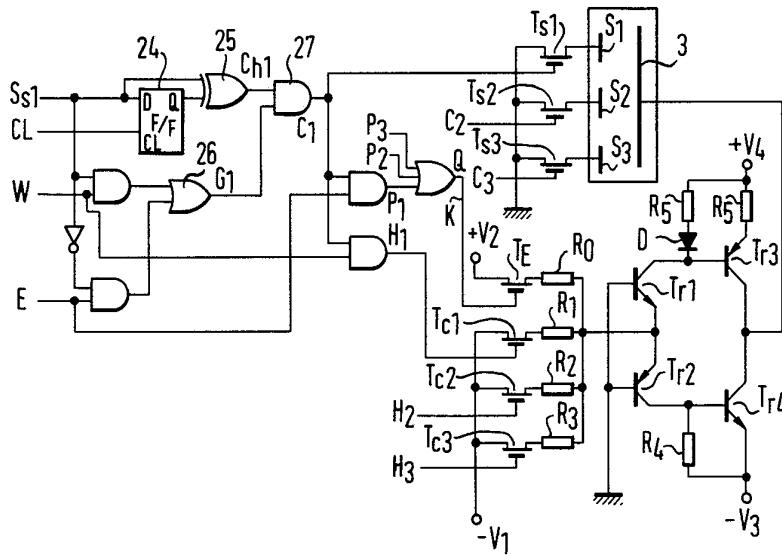 24
25
Ch1
27
Ts1
S1
3
Ss1
D Q
F/F
CL
CL
C1
Ts2
S2
C2
P3
Ts3
S3
26
G1
P2
Q
C3
+V4
W
P1
K
R5
R5
H1
+V2
TE
R0
D
Tr3
E
Tc1
R1
Tr1
Tc2
R2
Tr2
Tr4
H2
Tc3
R3
R4
H3
-V1
-V3